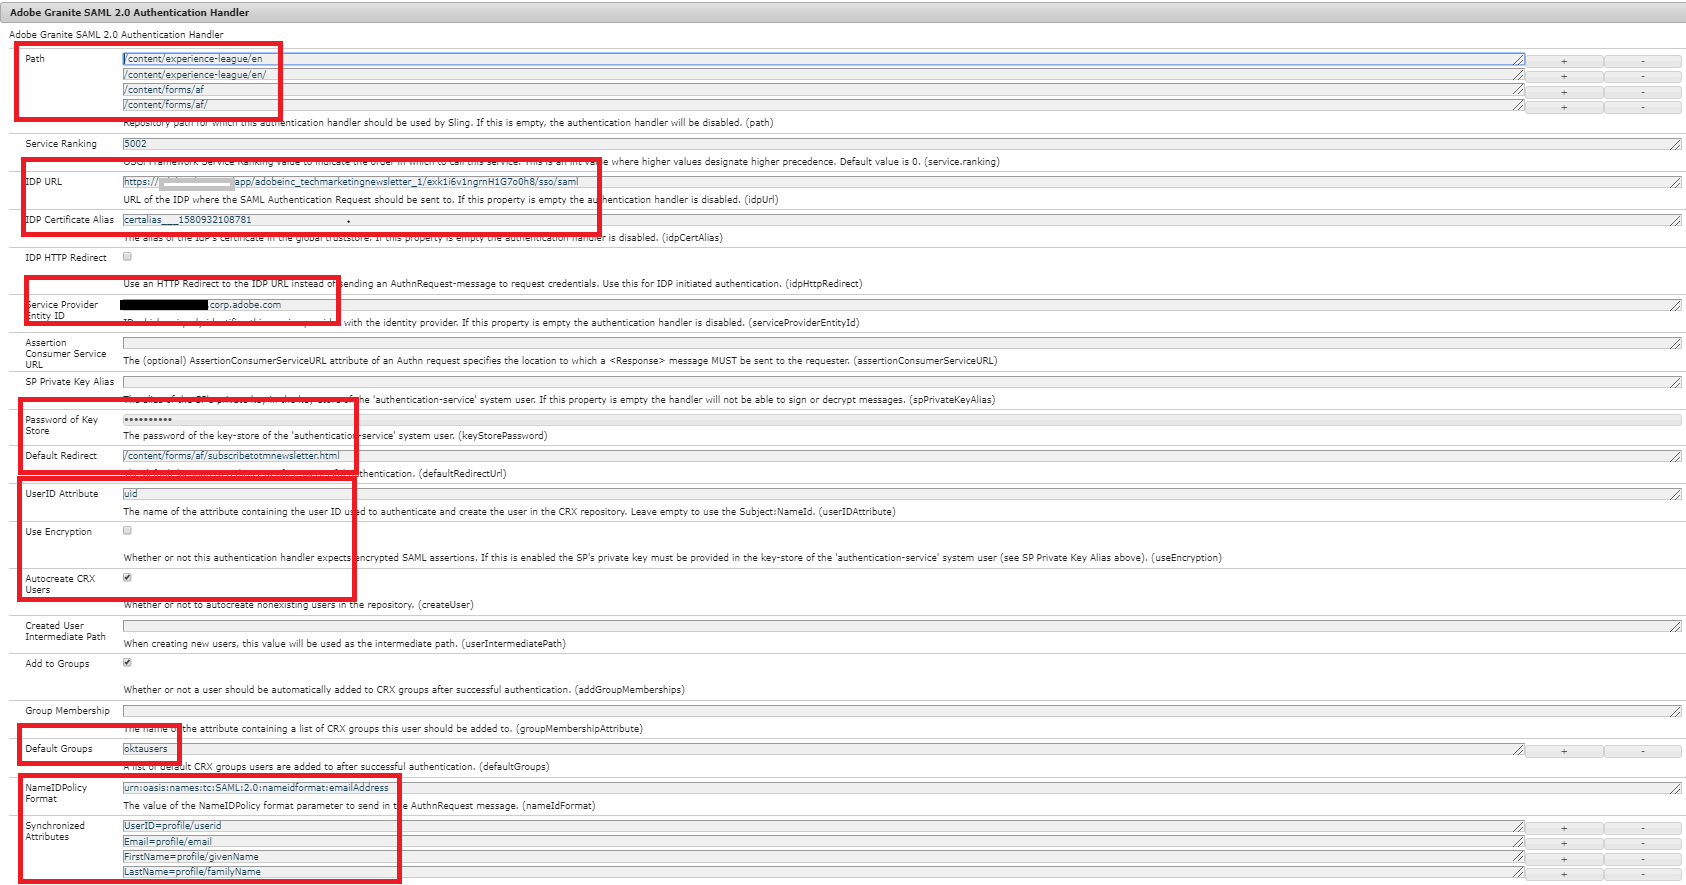 Adobe Granite SAML 2.0 Authentication Handler
Adobe Granite SAML 2.0 Authentication Handler
Path
/content/experience-league/en
+ -
/content/experience-league/en/
+ -
/content/forms/af
+ -
/content/forms/af/
+ -
Repository path for which this authentication handler should be used by Sling. If this is empty, the authentication handler will be disabled. (path)
Service Ranking
5002
OSGi Framework Service Ranking value to indicate the order in which to call this service. This is an int value where higher values designate higher precedence. Default value is 0. (service.ranking)
IDP URL
https:// app/adobeinc_techmarketingnewsletter_1/exk1i6v1ngrnH1G7o0h8/sso/saml
URL of the IDP where the SAML Authentication Request should be sent to. If this property is empty the authentication handler is disabled. (idpUrl)
IDP Certificate Alias
certalias___1580932108781
The alias of the IdP's certificate in the global truststore. If this property is empty the authentication handler is disabled. (idpCertAlias)
IDP HTTP Redirect
Use an HTTP Redirect to the IDP URL instead of sending an AuthnRequest-message to request credentials. Use this for IDP initiated authentication. (idpHttpRedirect)
Service Provider
Entity ID
.corp.adobe.com
with the identity provider. If this property is empty the authentication handler is disabled. (serviceProviderEntityId)
Assertion
Consumer Service
URL
The (optional) AssertionConsumerServiceURL attribute of an Authn request specifies the location to which a <Response> message MUST be sent to the requester. (assertionConsumerServiceURL)
SP Private Key Alias
The alias of the SP's private key in the key-store of the 'authentication-service' system user. If this property is empty the handler will not be able to sign or decrypt messages. (spPrivateKeyAlias)
Password of Key
Store
••••••••••
The password of the key-store of the 'authentication-service' system user. (keyStorePassword)
Default Redirect
/content/forms/af/subscribetotmnewsletter.html
authentication. (defaultRedirectUrl)
UserID Attribute
uid
The name of the attribute containing the user ID used to authenticate and create the user in the CRX repository. Leave empty to use the Subject:NameId. (userIDAttribute)
Use Encryption
Whether or not this authentication handler expects encrypted SAML assertions. If this is enabled the SP's private key must be provided in the key-store of the 'authentication-service' system user (see SP Private Key Alias above). (useEncryption)
Autocreate CRX
Users
Whether or not to autocreate nonexisting users in the repository. (createUser)
Created User
Intermediate Path
When creating new users, this value will be used as the intermediate path. (userIntermediatePath)
Add to Groups
Whether or not a user should be automatically added to CRX groups after successful authentication. (addGroupMemberships)
Group Membership
The name of the attribute containing a list of CRX groups this user should be added to. (groupMembershipAttribute)
Default Groups
oktausers
+ -
A list of default CRX groups users are added to after successful authentication. (defaultGroups)
NameIDPolicy
Format
urn:oasis:names:tc:SAML:2.0:nameidformat:emailAddress
The value of the NameIDPolicy format parameter to send in the AuthnRequest message. (nameIdFormat)
Synchronized
Attributes
UserID=profile/userid
+ -
Email=profile/email
+ -
FirstName=profile/givenName
+ -
LastName=profile/familyName
+ -